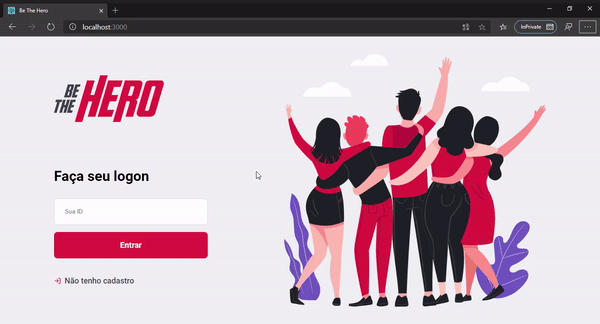 Be The Hero
localhost:3000
InPrivate
BE
THE HERO
Faça seu logon
Sua ID
Entrar
Não tenho cadastro